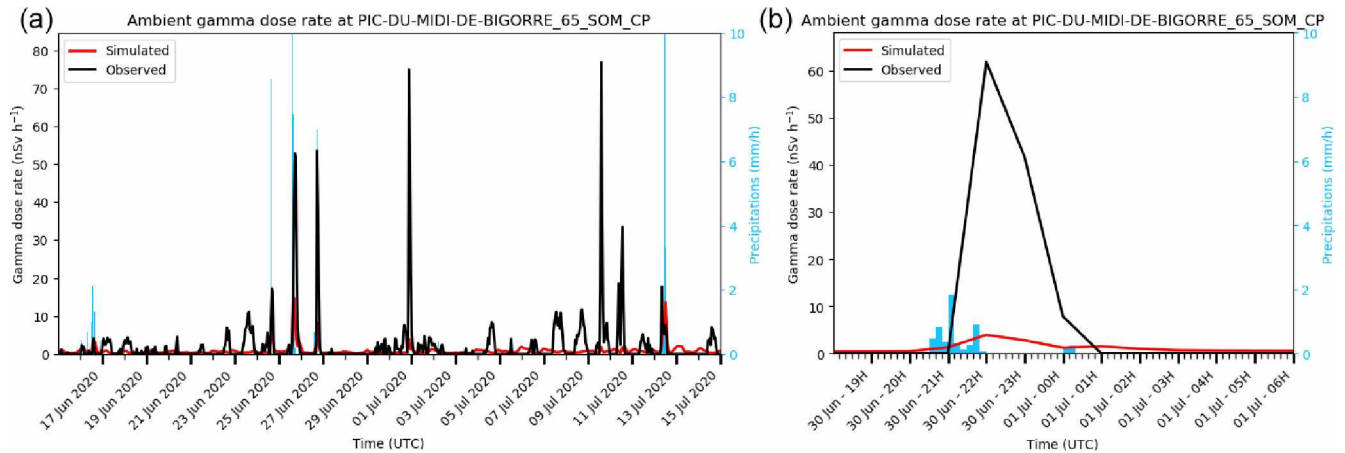 (a)
Ambient gamma dose rate at PIC-DU-MIDI-DE-BIGORRE_65_SOM_CP
Simulated
Observed
Gamma dose rate (nSv h⁻¹)
80
70
60
50
40
30
20
10
0
10
8
6
4
2
0
Precipitations (mm/h)
17 Jun 2020
19 Jun 2020
21 Jun 2020
23 Jun 2020
25 Jun 2020
27 Jun 2020
29 Jun 2020
01 Jul 2020
03 Jul 2020
05 Jul 2020
07 Jul 2020
09 Jul 2020
11 Jul 2020
13 Jul 2020
15 Jul 2020
Time (UTC)
(b)
Ambient gamma dose rate at PIC-DU-MIDI-DE-BIGORRE_65_SOM_CP
Simulated
Observed
Gamma dose rate (nSv h⁻¹)
60
50
40
30
20
10
0
10
8
6
4
2
0
Precipitations (mm/h)
30 Jun - 19H
30 Jun - 20H
30 Jun - 21H
30 Jun - 22H
30 Jun - 23H
01 Jul - 00H
01 Jul - 01H
01 Jul - 02H
01 Jul - 03H
01 Jul - 04H
01 Jul - 05H
01 Jul - 06H
Time (UTC)